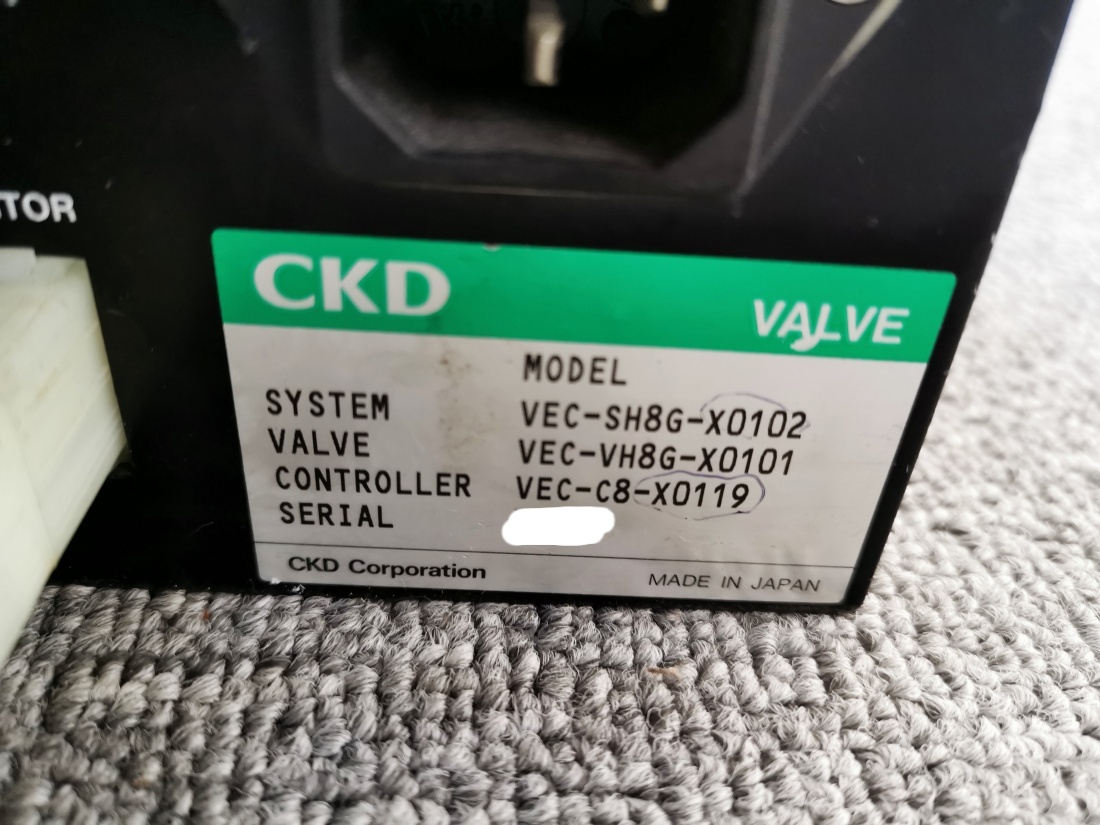 TOR
CKD
VALVE
MODEL
SYSTEM VEC-SH8G-X0102
VALVE VEC-VH8G-X0101
CONTROLLER VEC-C8-X0119
SERIAL
CKD Corporation
MADE IN JAPAN